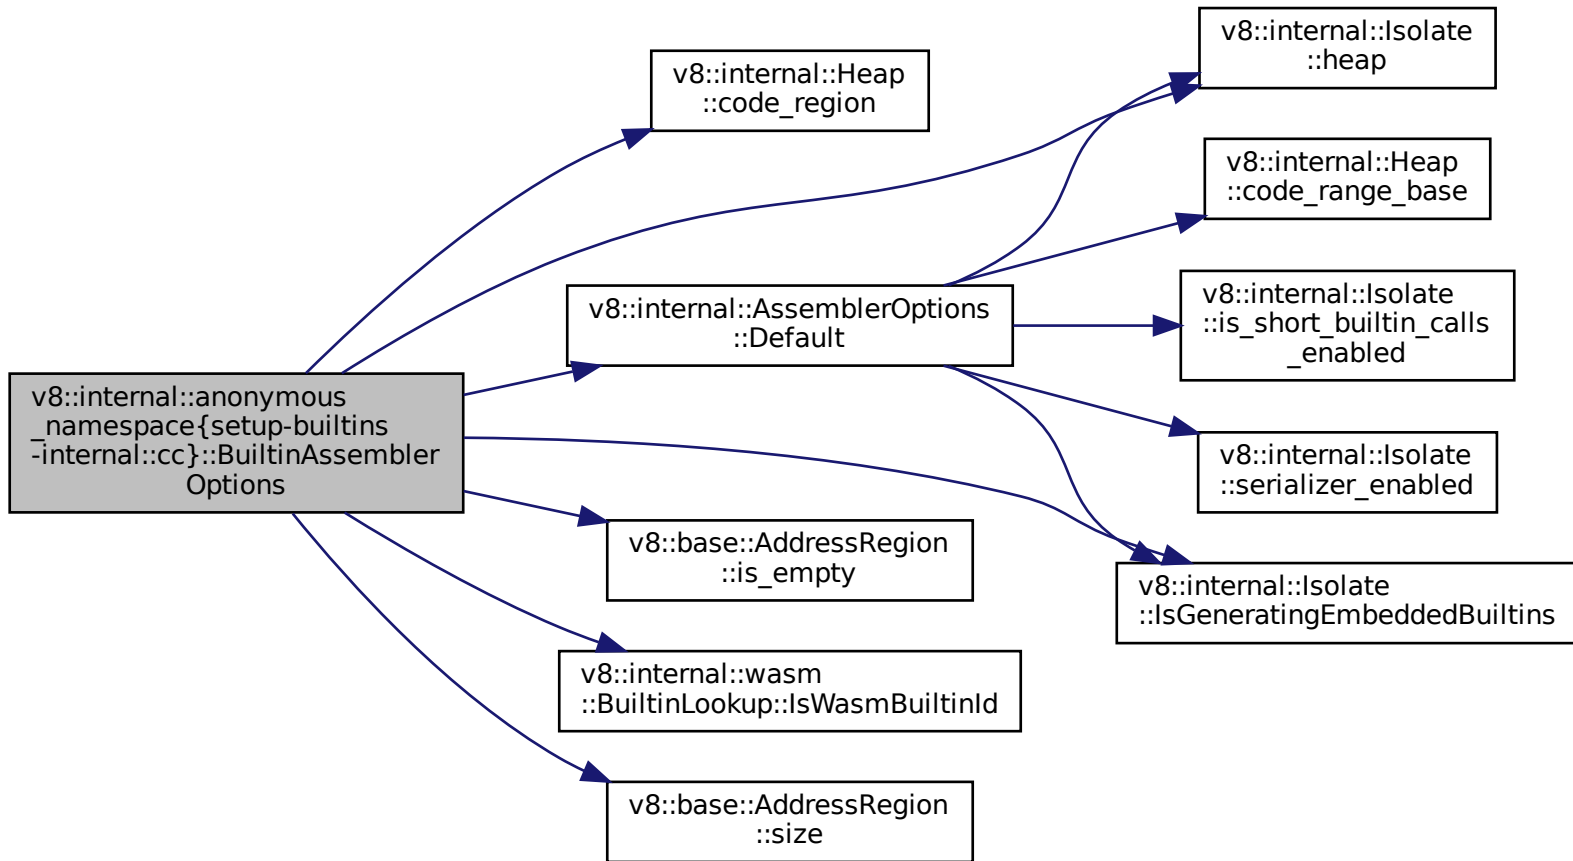 v8::internal::anonymous
_namespace{setup-builtins
-internal::cc}::BuiltinAssembler
Options
v8::internal::Heap
::code_region
v8::internal::AssemblerOptions
::Default
v8::base::AddressRegion
::is_empty
v8::internal::wasm
::BuiltinLookup::IsWasmBuiltinId
v8::base::AddressRegion
::size
v8::internal::Isolate
::heap
v8::internal::Heap
::code_range_base
v8::internal::Isolate
::is_short_builtin_calls
_enabled
v8::internal::Isolate
::serializer_enabled
v8::internal::Isolate
::IsGeneratingEmbeddedBuiltins